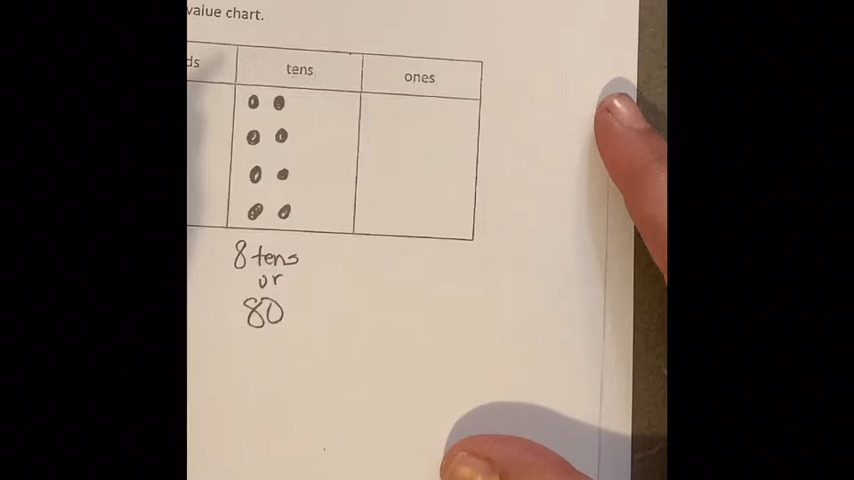 value chart.
ds tens ones
8 tens
or
80